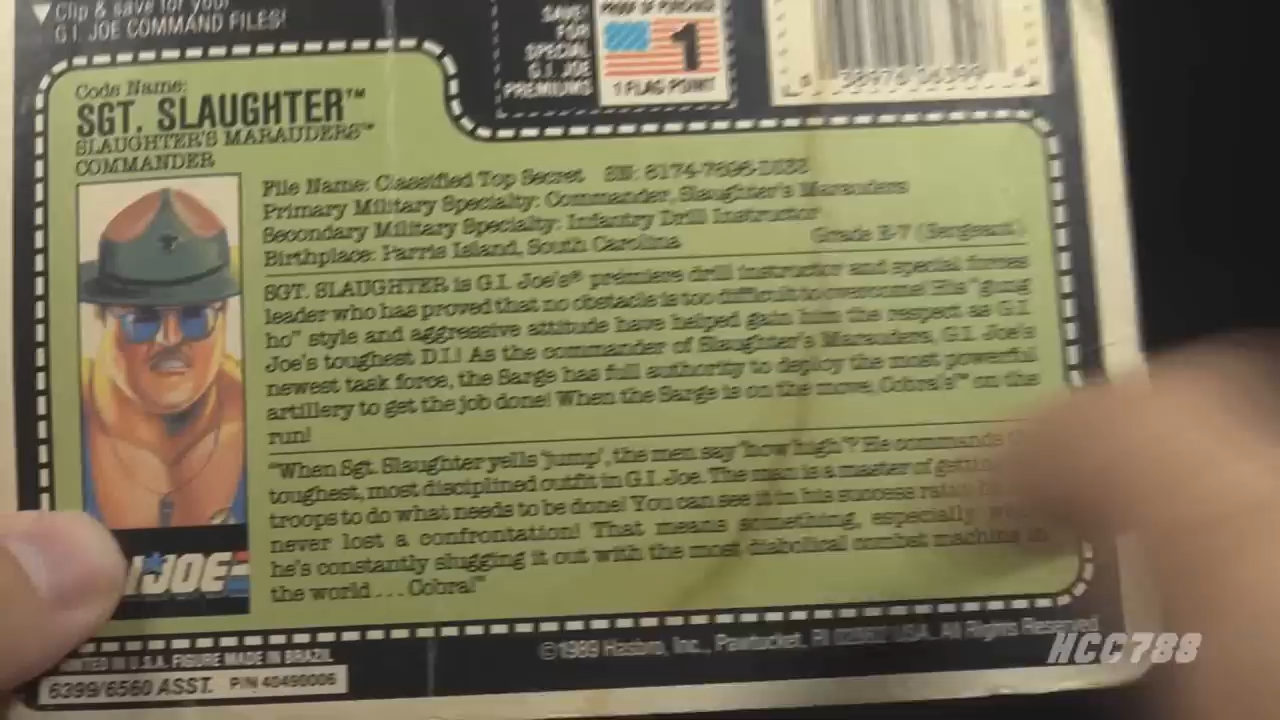 Clip & save for your
G.I. JOE COMMAND FILES!
SAVE!
FOR
SPECIAL
G.I. JOE
PREMIUMS
PROOF OF PURCHASE
1
1 FLAG POINT
Code Name:
SGT. SLAUGHTER™
SLAUGHTER'S MARAUDERS™
COMMANDER
File Name: Classified Top Secret SN:
Primary Military Specialty: Commander, Slaughter's Marauders
Secondary Military Specialty: Infantry Drill Instructor
Birthplace: Parris Island, South Carolina Grade E-7 (Sergeant)
SGT. SLAUGHTER is G.I. Joe's® premiere drill instructor and special forces
leader who has proved that no obstacle is too difficult to overcome! His "gung
ho" style and aggressive attitude have helped gain him the respect as G.I.
Joe's toughest D.I.! As the commander of Slaughter's Marauders, G.I. Joe's
newest task force, the Sarge has full authority to deploy the most powerful
artillery to get the job done! When the Sarge is on the move, Cobra's™ on the
run!
"When Sgt. Slaughter yells 'jump', the men say 'how high'? He commands
toughest, most disciplined outfit in G.I. Joe. The man is a master of
troops to do what needs to be done! You can see it in his success
never lost a confrontation! That means something, especially
he's constantly slugging it out with the most diabolical combat machine in
the world . . . Cobra!"
JOE
IN U.S.A. FIGURE MADE IN BRAZIL
6399/6560 ASST. P/N 40490006
©1989 Hasbro, Inc., Pawtucket, RI USA. All Rights Reserved
HCC788